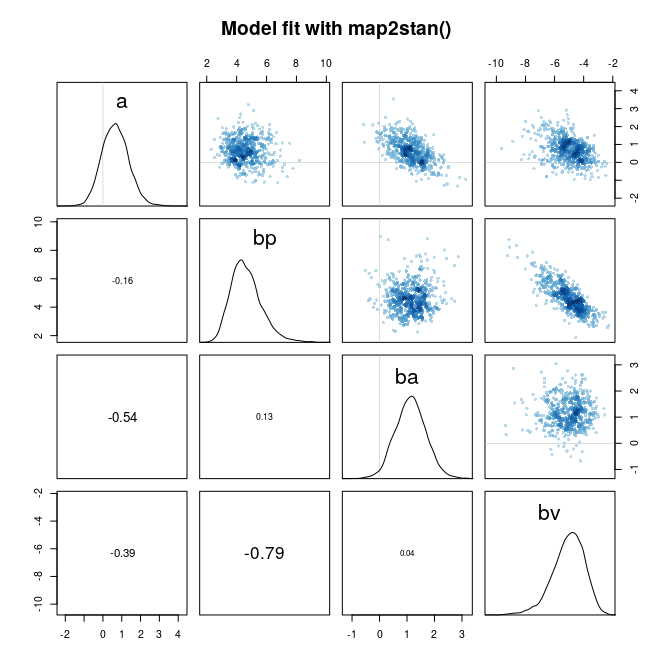 Model fit with map2stan()
2 4 6 8 10
-10 -8 -6 -4 -2
a
-2 0 1 2 3 4
2 4 6 8 10
-0.16
bp
-0.54
0.13
ba
-1 0 1 2 3
-10 -8 -6 -4 -2
-0.39
-0.79
0.04
bv
-2 0 1 2 3 4
-1 0 1 2 3